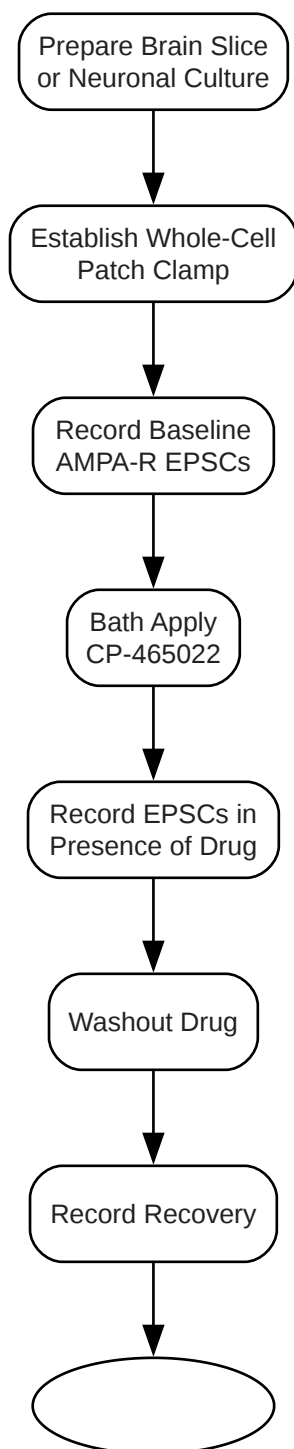 Prepare Brain Slice
or Neuronal Culture
Establish Whole-Cell
Patch Clamp
Record Baseline
AMPA-R EPSCs
Bath Apply
CP-465022
Record EPSCs in
Presence of Drug
Washout Drug
Record Recovery